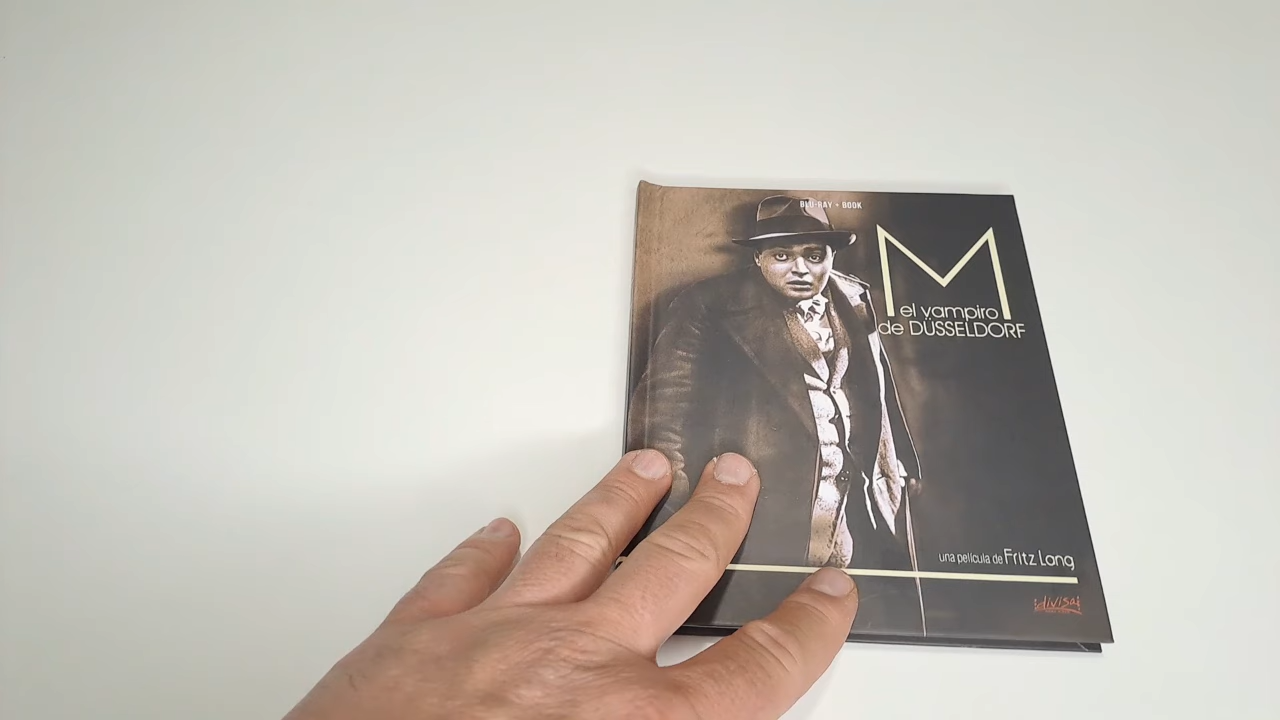 BLU-RAY + BOOK
M
el vampiro
de DÜSSELDORF
una película de Fritz Lang
divisa